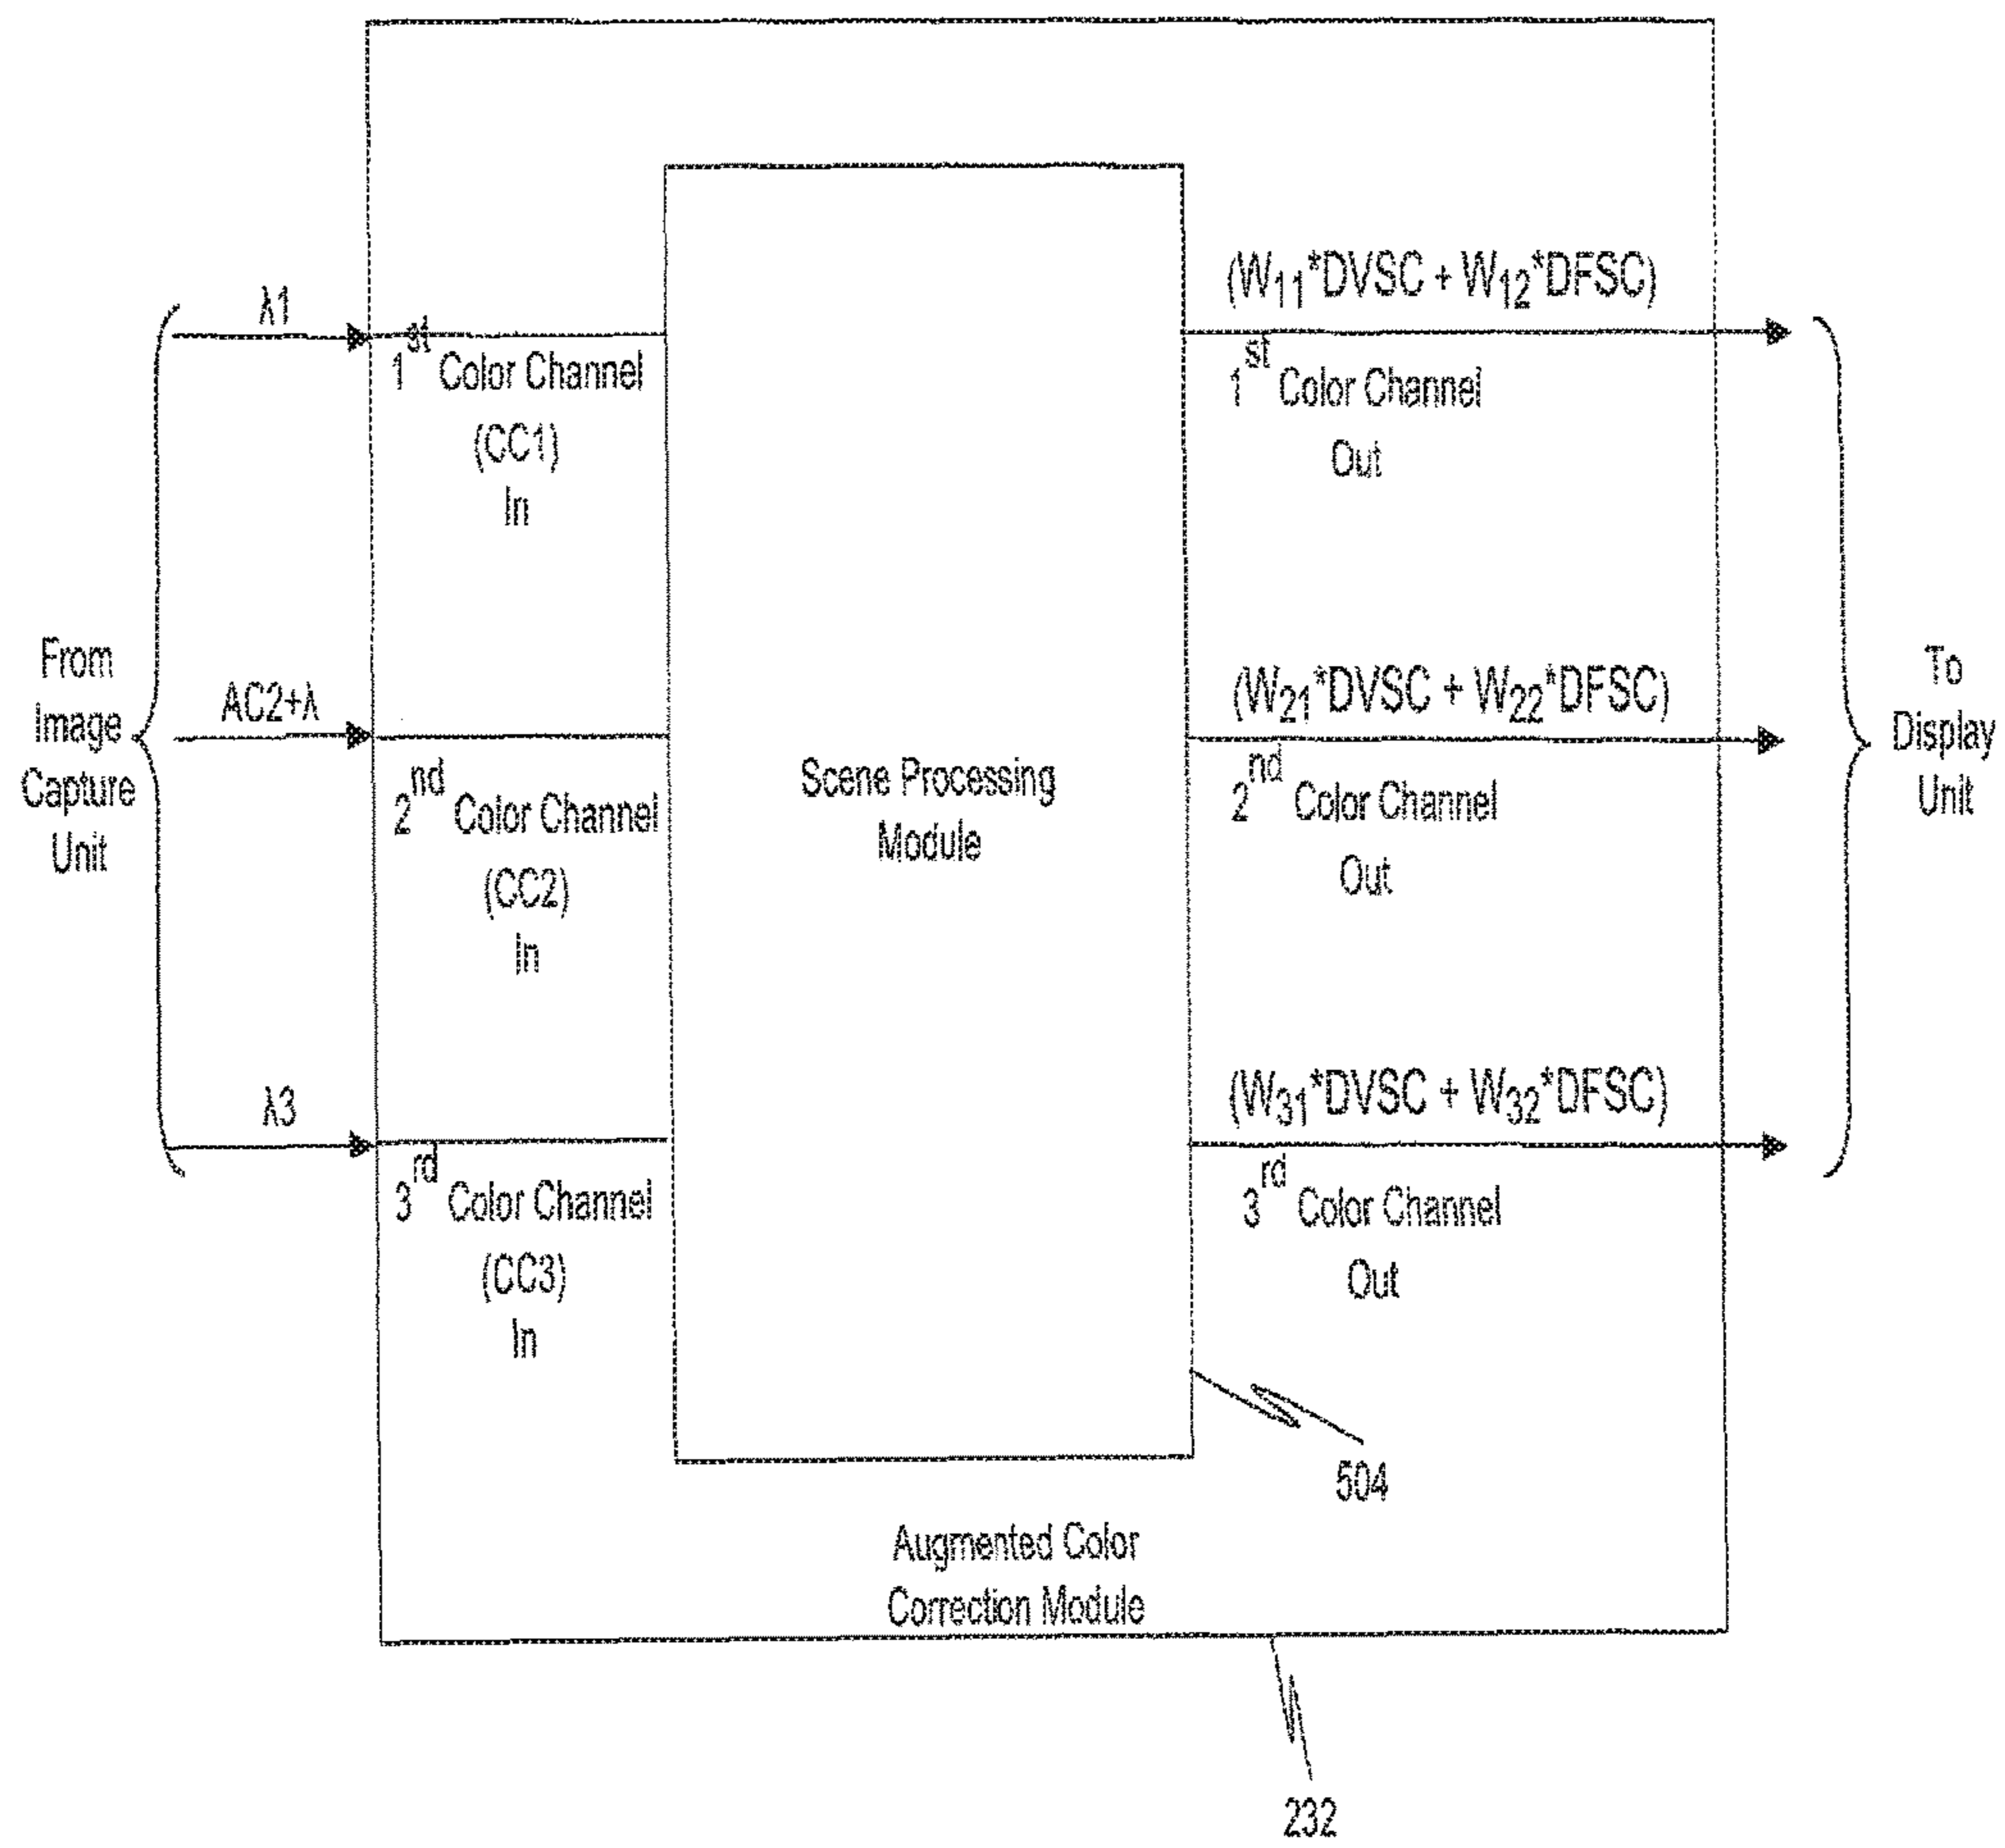 From
Image
Capture
Unit
λ1
AC2+λ
λ3
1st Color Channel
(CC1)
In
2nd Color Channel
(CC2)
In
3rd Color Channel
(CC3)
In
Scene Processing
Module
(W11*DVSC + W12*DFSC)
1st Color Channel
Out
(W21*DVSC + W22*DFSC)
2nd Color Channel
Out
(W31*DVSC + W32*DFSC)
3rd Color Channel
Out
To
Display
Unit
504
Augmented Color
Correction Module
232